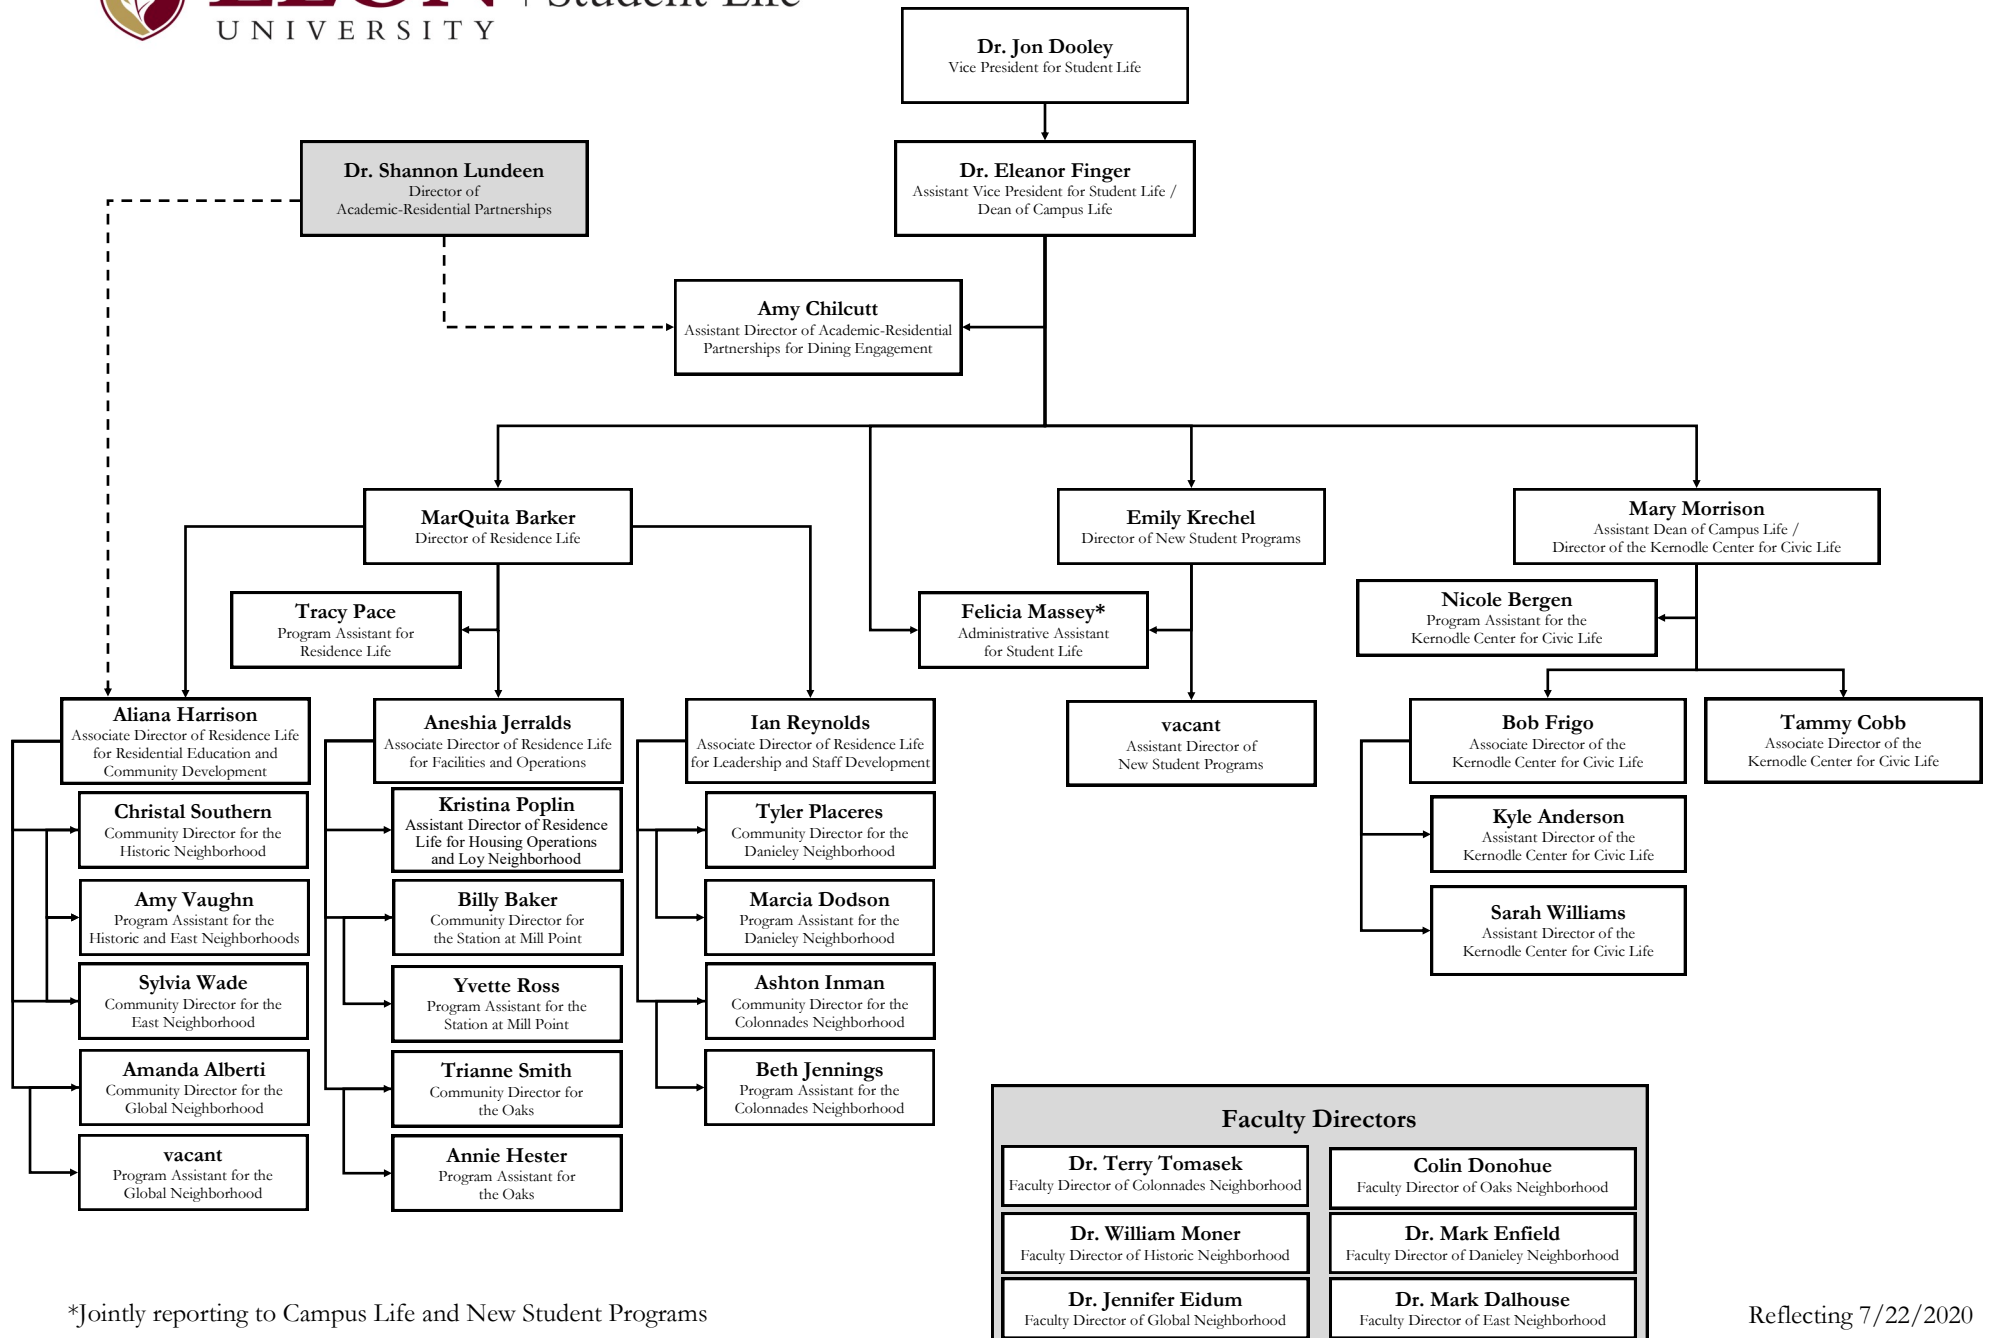 UNIVERSITY
Student Life
Dr. Jon Dooley
Vice President for Student Life
Dr. Shannon Lundeen
Director of
Academic-Residential Partnerships
Dr. Eleanor Finger
Assistant Vice President for Student Life /
Dean of Campus Life
Amy Chilcutt
Assistant Director of Academic-Residential
Partnerships for Dining Engagement
MarQuita Barker
Director of Residence Life
Emily Krechel
Director of New Student Programs
Mary Morrison
Assistant Dean of Campus Life /
Director of the Kernodle Center for Civic Life
Tracy Pace
Program Assistant for
Residence Life
Felicia Massey*
Administrative Assistant
for Student Life
Nicole Bergen
Program Assistant for the
Kernodle Center for Civic Life
Aliana Harrison
Associate Director of Residence Life
for Residential Education and
Community Development
Christal Southern
Community Director for the
Historic Neighborhood
Amy Vaughn
Program Assistant for the
Historic and East Neighborhoods
Sylvia Wade
Community Director for the
East Neighborhood
Amanda Alberti
Community Director for the
Global Neighborhood
vacant
Program Assistant for the
Global Neighborhood
Aneshia Jerralds
Associate Director of Residence Life
for Facilities and Operations
Kristina Poplin
Assistant Director of Residence
Life for Housing Operations
and Loy Neighborhood
Billy Baker
Community Director for
the Station at Mill Point
Yvette Ross
Program Assistant for the
Station at Mill Point
Trianne Smith
Community Director for
the Oaks
Annie Hester
Program Assistant for
the Oaks
Ian Reynolds
Associate Director of Residence Life
for Leadership and Staff Development
Tyler Placeres
Community Director for the
Danieley Neighborhood
Marcia Dodson
Program Assistant for the
Danieley Neighborhood
Ashton Inman
Community Director for the
Colonnades Neighborhood
Beth Jennings
Program Assistant for the
Colonnades Neighborhood
vacant
Assistant Director of
New Student Programs
Bob Frigo
Associate Director of the
Kernodle Center for Civic Life
Kyle Anderson
Assistant Director of the
Kernodle Center for Civic Life
Sarah Williams
Assistant Director of the
Kernodle Center for Civic Life
Tammy Cobb
Associate Director of the
Kernodle Center for Civic Life
Faculty Directors
Dr. Terry Tomasek
Faculty Director of Colonnades Neighborhood
Colin Donohue
Faculty Director of Oaks Neighborhood
Dr. William Moner
Faculty Director of Historic Neighborhood
Dr. Mark Enfield
Faculty Director of Danieley Neighborhood
Dr. Jennifer Eidum
Faculty Director of Global Neighborhood
Dr. Mark Dalhouse
Faculty Director of East Neighborhood
*Jointly reporting to Campus Life and New Student Programs
Reflecting 7/22/2020